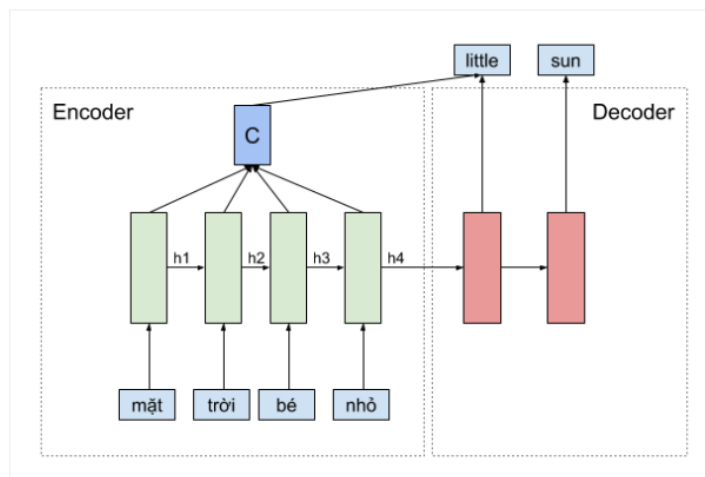 little sun
Encoder
Decoder
C
h1 h2 h3 h4
mặt trời bé nhỏ